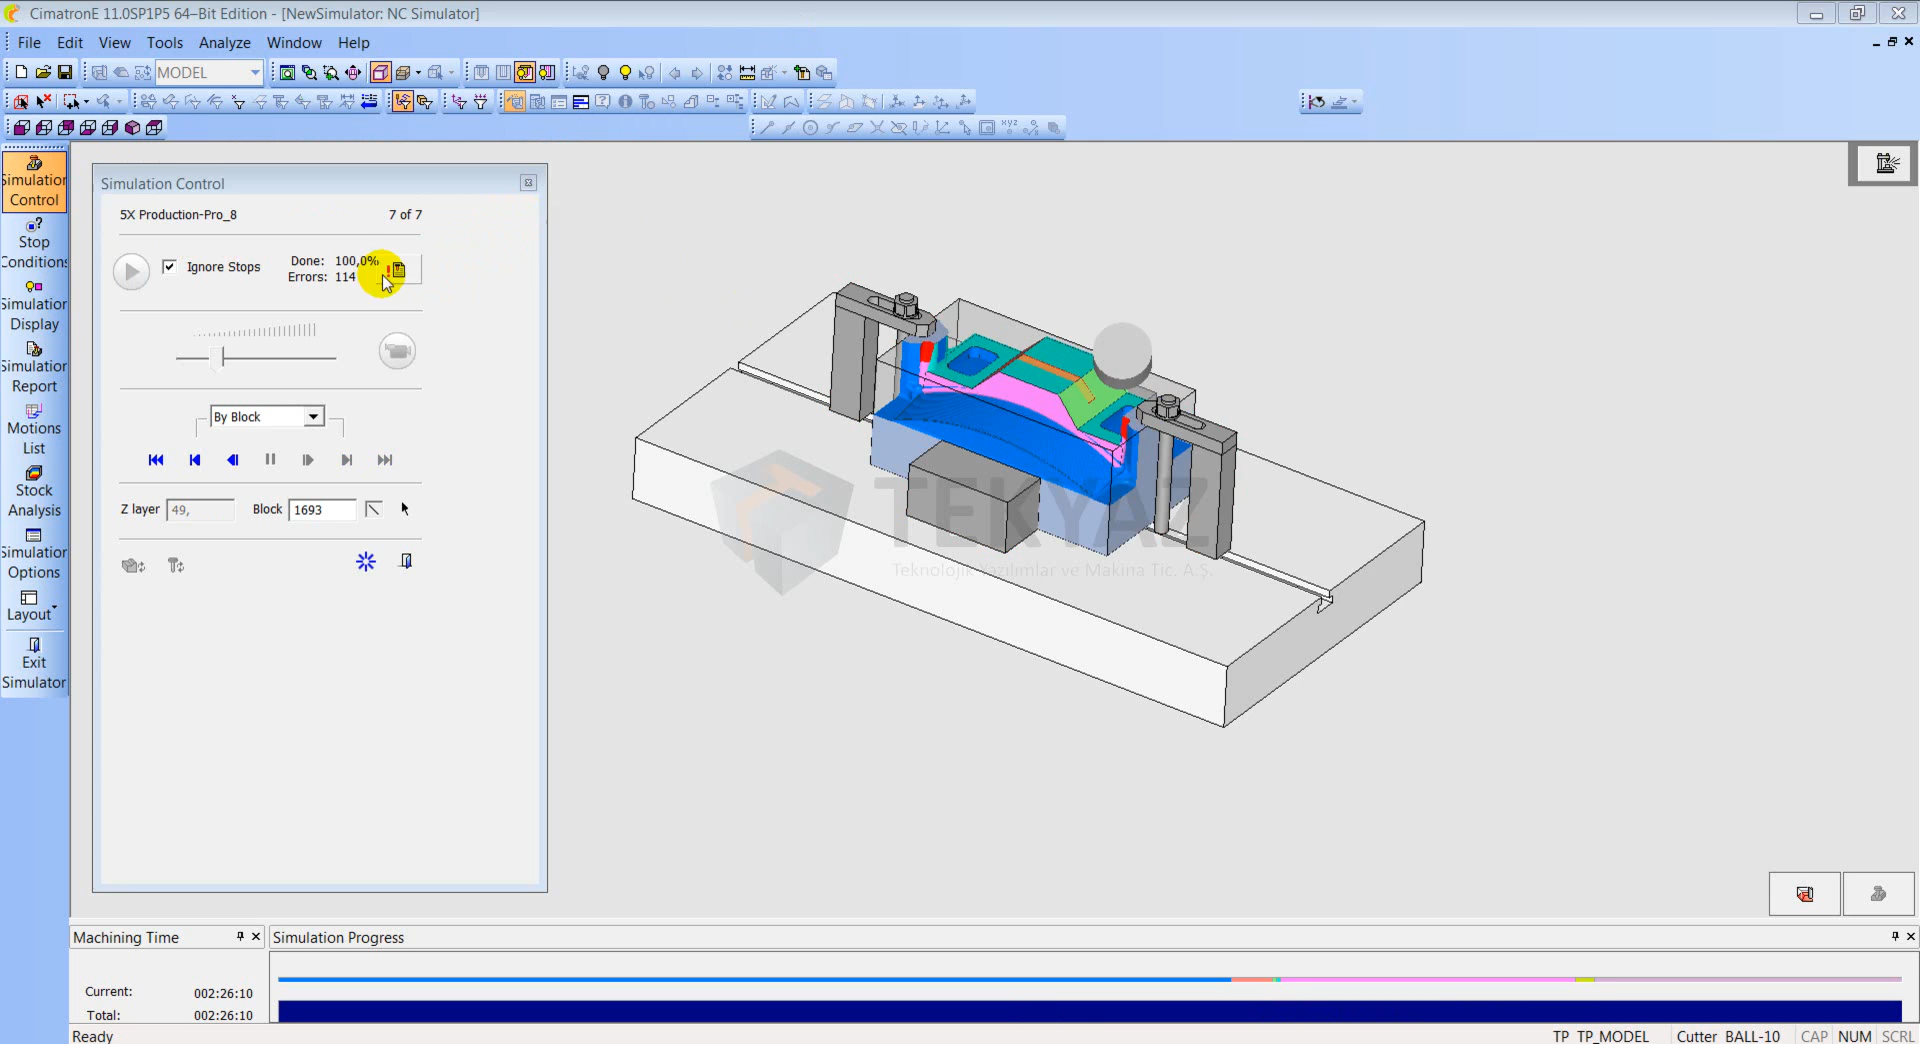 CimatronE 11.0SP1P5 64-Bit Edition - [NewSimulator: NC Simulator]
File Edit View Tools Analyze Window Help
MODEL
Simulation Control
Stop Conditions
Simulation Display
Simulation Report
Motions List
Stock Analysis
Simulation Options
Layout
Exit Simulator
Simulation Control
5X Production-Pro_8 7 of 7
Ignore Stops
Done: 100,0%
Errors: 114
By Block
Z layer 49, Block 1693
TEKYAZ
Teknolojik Yazılımlar ve Makina Tic. A.Ş.
Machining Time
Current: 002:26:10
Total: 002:26:10
Simulation Progress
Ready
TP TP_MODEL Cutter BALL-10 CAP NUM SCRL